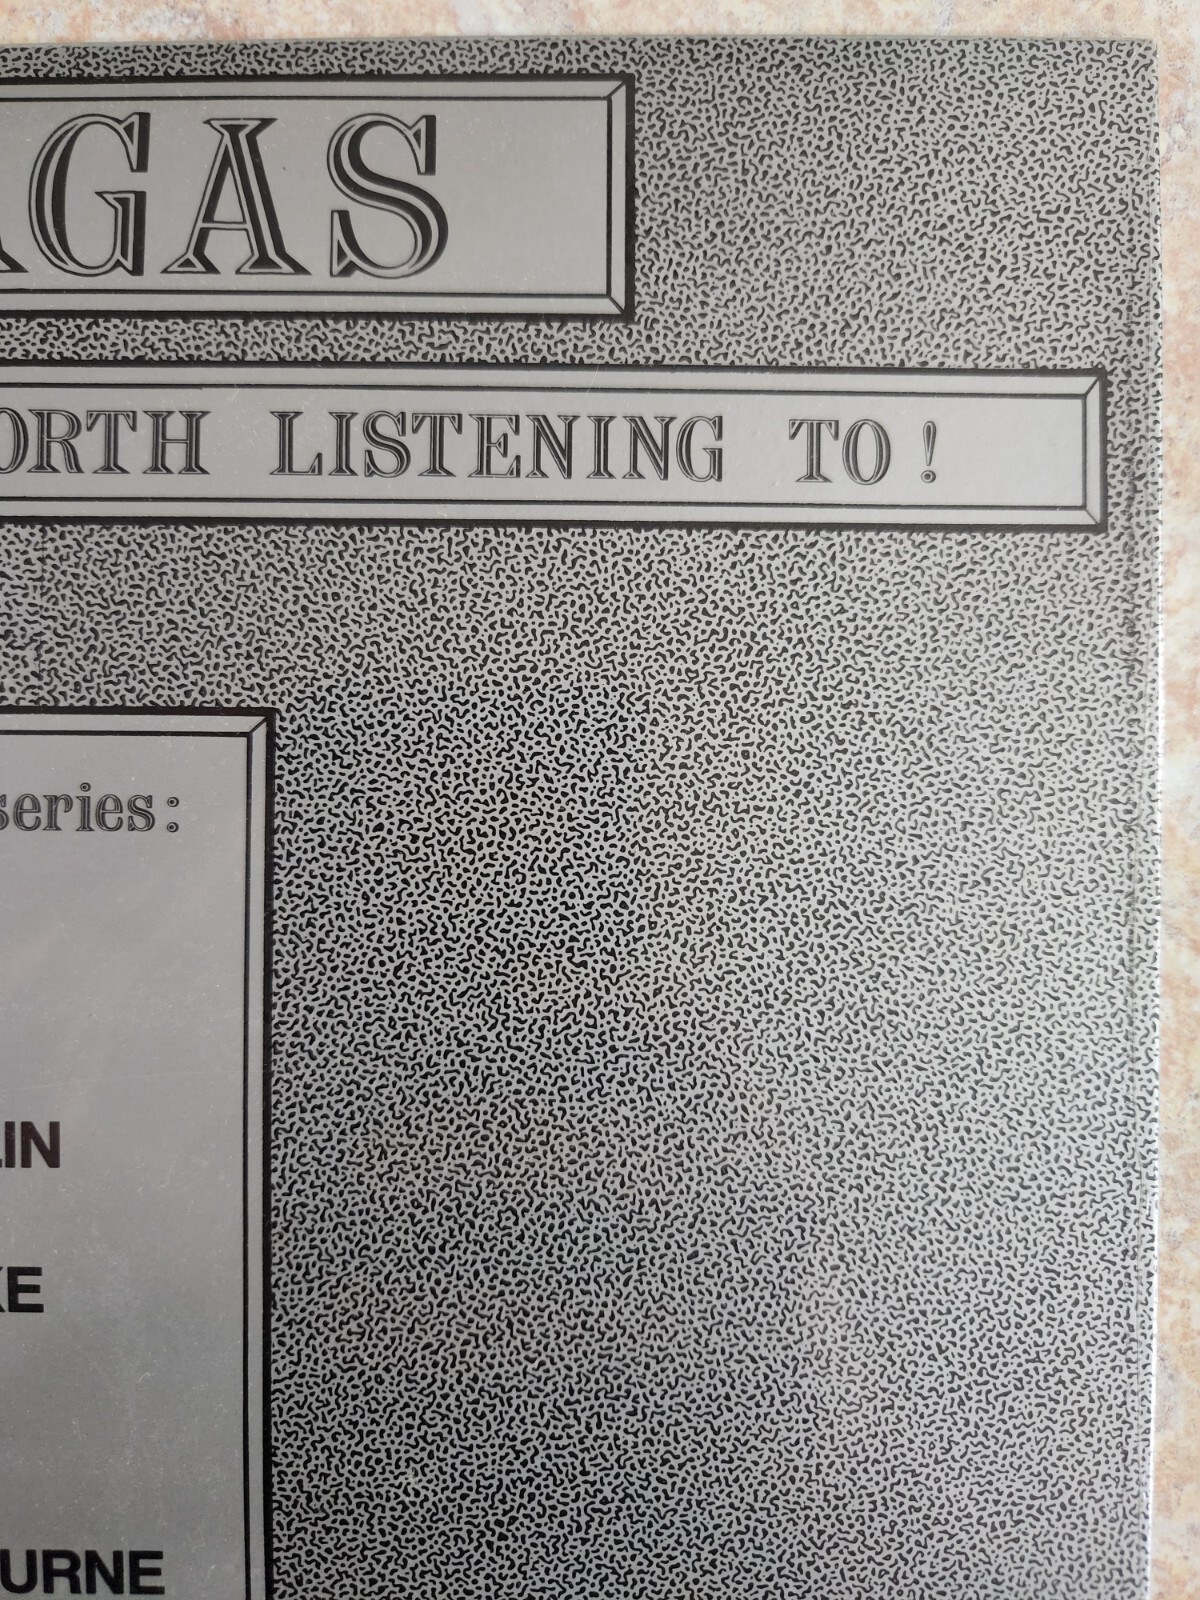 AGAS
ORTH LISTENING TO!
series:
LIN
KE
URNE